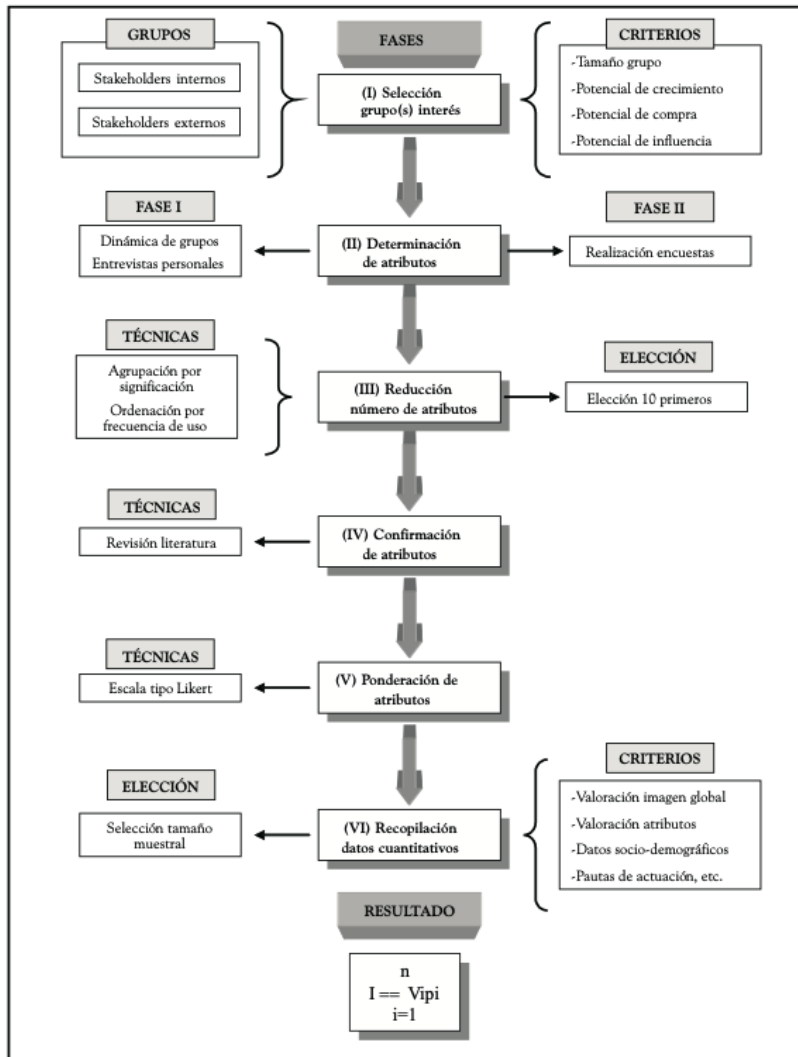 GRUPOS
Stakeholders internos
Stakeholders externos
FASES
(I) Selección
grupo(s) interés
CRITERIOS
-Tamaño grupo
-Potencial de crecimiento
-Potencial de compra
-Potencial de influencia
FASE I
Dinámica de grupos
Entrevistas personales
(II) Determinación
de atributos
FASE II
Realización encuestas
TÉCNICAS
Agrupación por
significación
Ordenación por
frecuencia de uso
(III) Reducción
número de atributos
ELECCIÓN
Elección 10 primeros
TÉCNICAS
Revisión literatura
(IV) Confirmación
de atributos
TÉCNICAS
Escala tipo Likert
(V) Ponderación de
atributos
ELECCIÓN
Selección tamaño
muestral
(VI) Recopilación
datos cuantitativos
CRITERIOS
-Valoración imagen global
-Valoración atributos
-Datos socio-demográficos
-Pautas de actuación, etc.
RESULTADO
n
I == Vipi
i=1